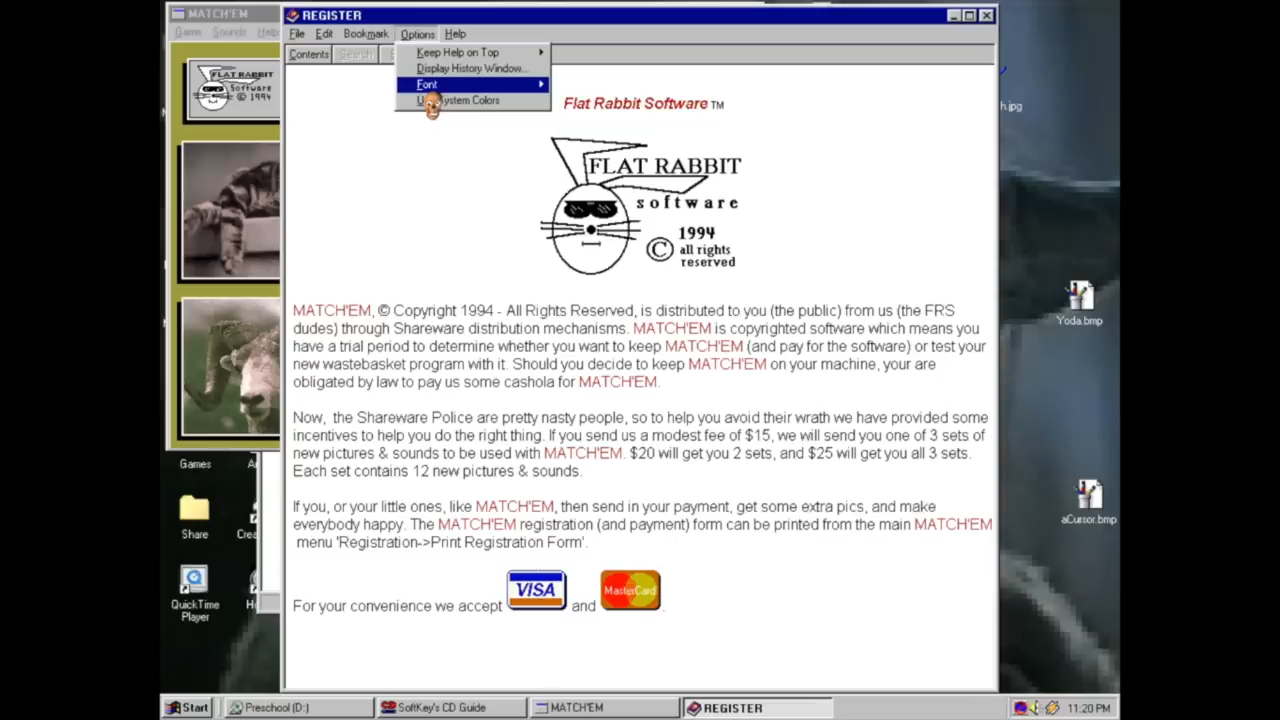 MATCH'EM
REGISTER
Game Sounds Help
File Edit Bookmark Options Help
Contents Search
Keep Help on Top
Display History Window...
Font
System Colors
FLAT RABBIT
Software
© 1994
Flat Rabbit Software TM
FLAT RABBIT
software
© 1994
all rights
reserved
MATCH'EM, © Copyright 1994 - All Rights Reserved, is distributed to you (the public) from us (the FRS
dudes) through Shareware distribution mechanisms. MATCH'EM is copyrighted software which means you
have a trial period to determine whether you want to keep MATCH'EM (and pay for the software) or test your
new wastebasket program with it. Should you decide to keep MATCH'EM on your machine, your are
obligated by law to pay us some cashola for MATCH'EM.
Now, the Shareware Police are pretty nasty people, so to help you avoid their wrath we have provided some
incentives to help you do the right thing. If you send us a modest fee of $15, we will send you one of 3 sets of
new pictures & sounds to be used with MATCH'EM. $20 will get you 2 sets, and $25 will get you all 3 sets.
Each set contains 12 new pictures & sounds.
If you, or your little ones, like MATCH'EM, then send in your payment, get some extra pics, and make
everybody happy. The MATCH'EM registration (and payment) form can be printed from the main MATCH'EM
menu 'Registration->Print Registration Form'.
For your convenience we accept VISA and MasterCard .
h.jpg
Yoda.bmp
aCursor.bmp
Games
Share
QuickTime
Player
Start
Preschool (D:)
SoftKey's CD Guide
MATCH'EM
REGISTER
11:20 PM